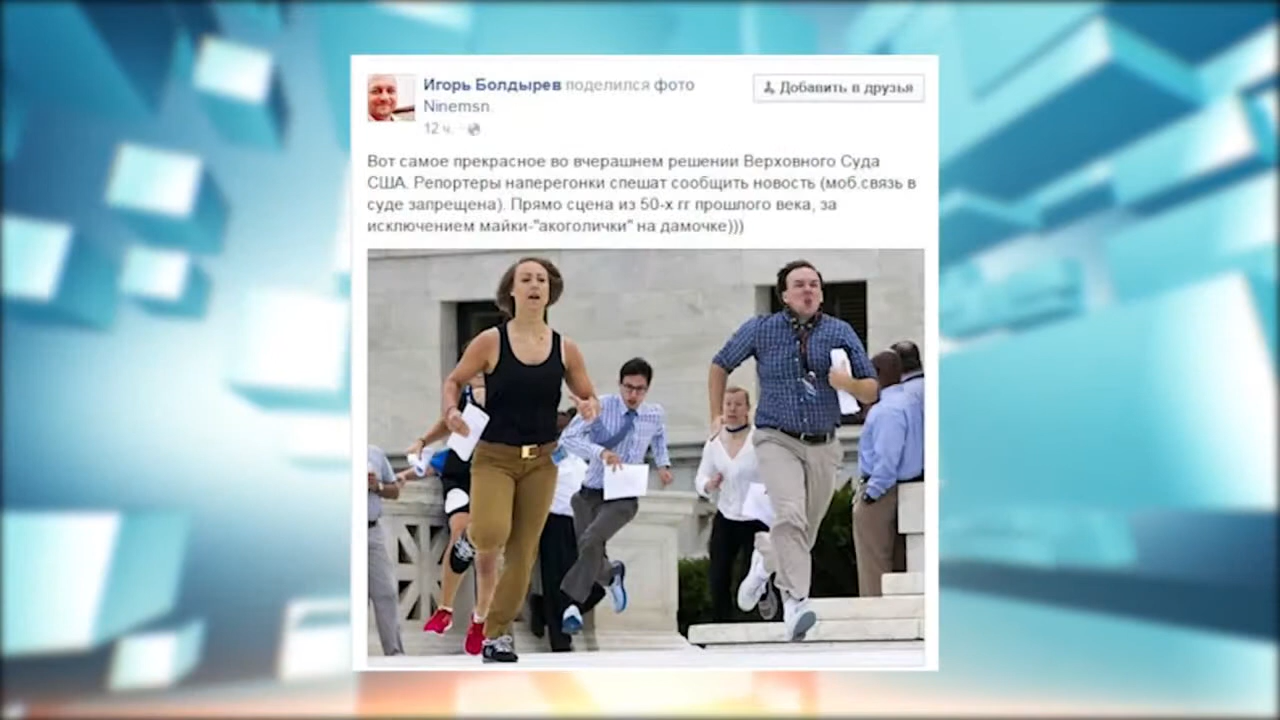 Игорь Болдырев поделился фото
Ninemsn.
12 ч. ·
Добавить в друзья
Вот самое прекрасное во вчерашнем решении Верховного Суда
США. Репортеры наперегонки спешат сообщить новость (моб.связь в
суде запрещена). Прямо сцена из 50-х гг прошлого века, за
исключением майки-"акоголички" на дамочке)))